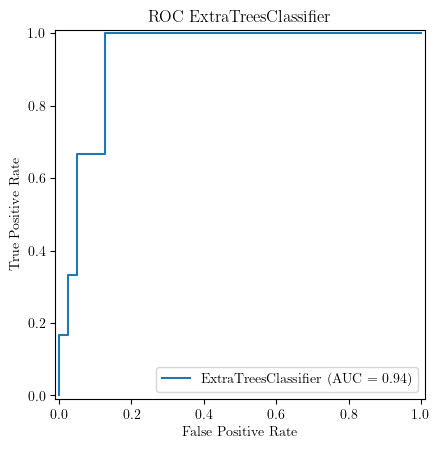 ROC ExtraTreesClassifier
1.0
0.8
0.6
0.4
0.2
0.0
True Positive Rate
ExtraTreesClassifier (AUC = 0.94)
0.0 0.2 0.4 0.6 0.8 1.0
False Positive Rate